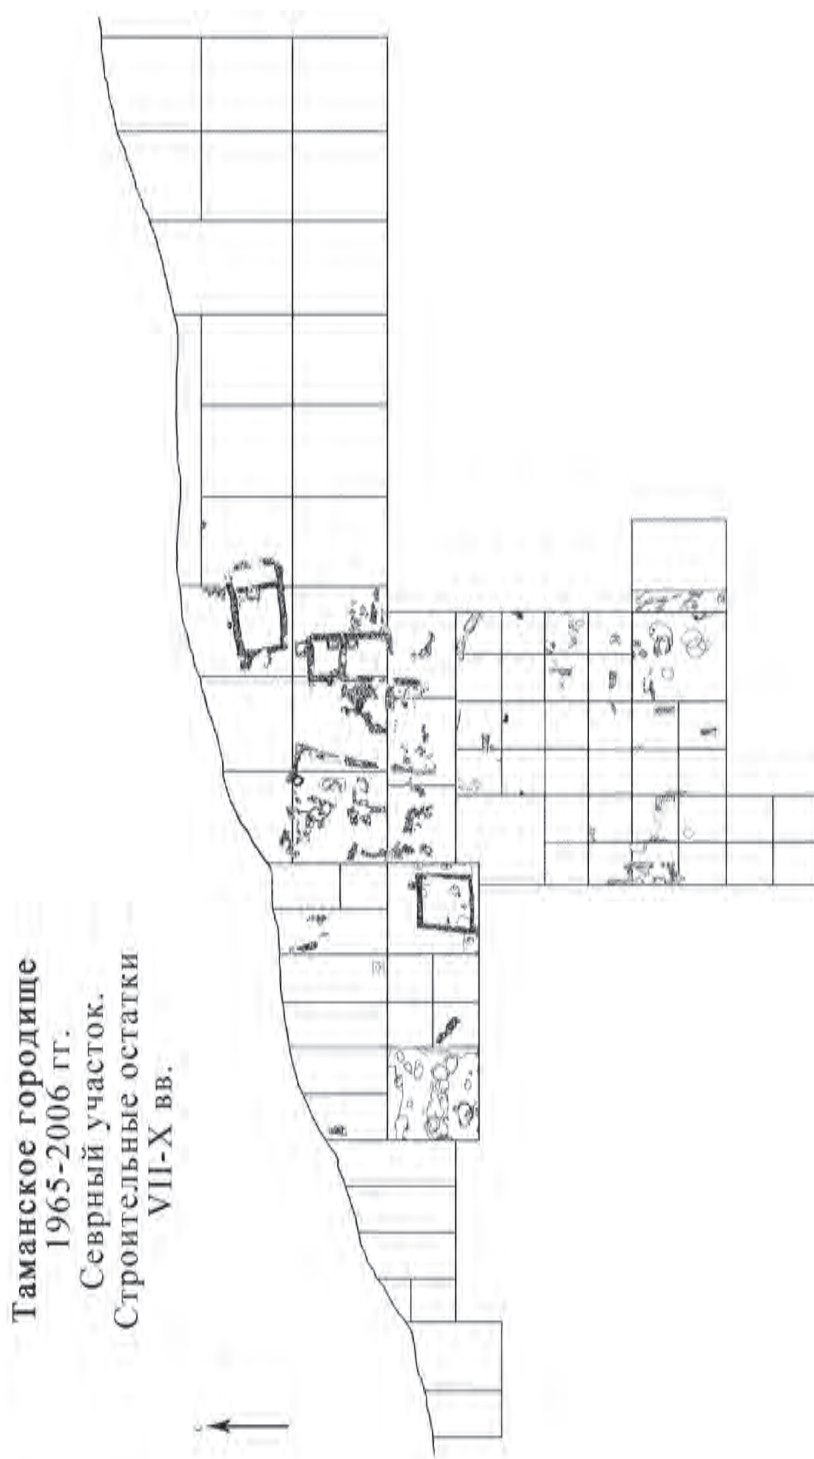 Таманское городище
1965-2006 гг.
Севрный участок.
Строительные остатки
VII-X вв.
с